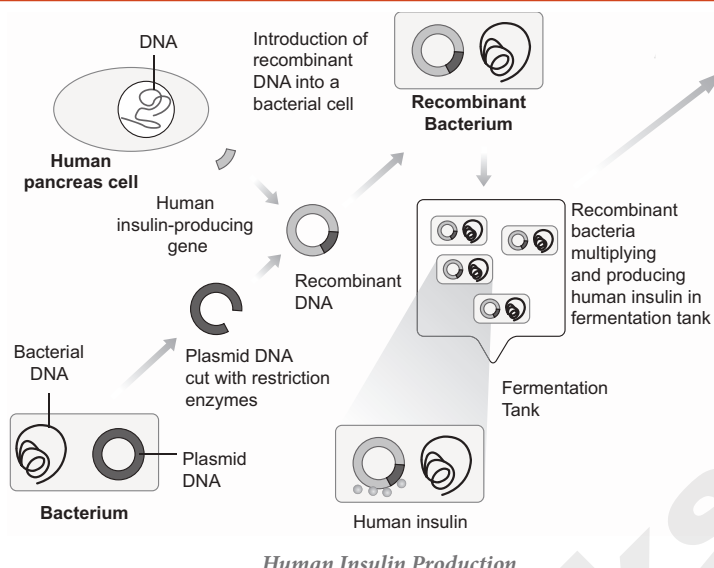 DNA
Human
pancreas cell
Introduction of
recombinant
DNA into a
bacterial cell
Recombinant
Bacterium
Human
insulin-producing
gene
Recombinant
DNA
Recombinant
bacteria
multiplying
and producing
human insulin in
fermentation tank
Bacterial
DNA
Plasmid DNA
cut with restriction
enzymes
Fermentation
Tank
Plasmid
DNA
Bacterium
Human insulin
Human Insulin Production